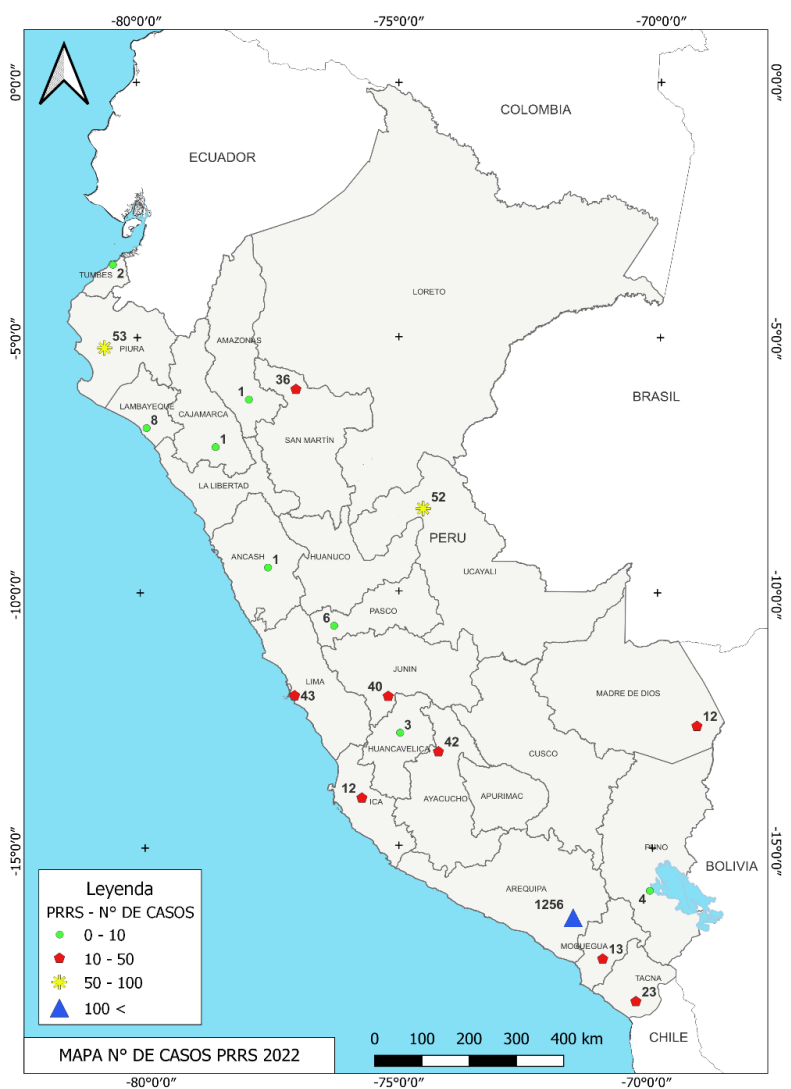 -80°0'0" -75°0'0" -70°0'0"
0°0'0" 0°0'0"
COLOMBIA
ECUADOR
TUMBES 2
LORETO
53
PIURA
-5°0'0" -5°0'0"
AMAZONAS
36
1
BRASIL
LAMBAYEQUE
8
CAJAMARCA
1
SAN MARTÍN
LA LIBERTAD
52
PERU
ANCASH 1
HUANUCO
UCAYALI
-10°0'0" -10°0'0"
PASCO
6
JUNIN
LIMA
43
40
MADRE DE DIOS
12
3
HUANCAVELICA
42
CUSCO
12
ICA
AYACUCHO
APURIMAC
-15°0'0" -15°0'0"
PUNO
BOLIVIA
AREQUIPA
1256
4
MOQUEGUA
13
TACNA
23
CHILE
Leyenda
PRRS - N° DE CASOS
0 - 10
10 - 50
50 - 100
100 <
MAPA N° DE CASOS PRRS 2022
0 100 200 300 400 km
-80°0'0" -75°0'0" -70°0'0"